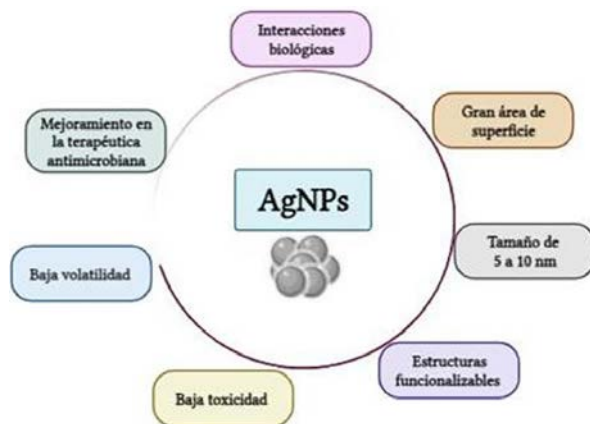 Interacciones
biológicas
Gran área de
superficie
Mejoramiento en
la terapéutica
antimicrobiana
AgNPs
Tamaño de
5 a 10 nm
Baja volatilidad
Estructuras
funcionalizables
Baja toxicidad